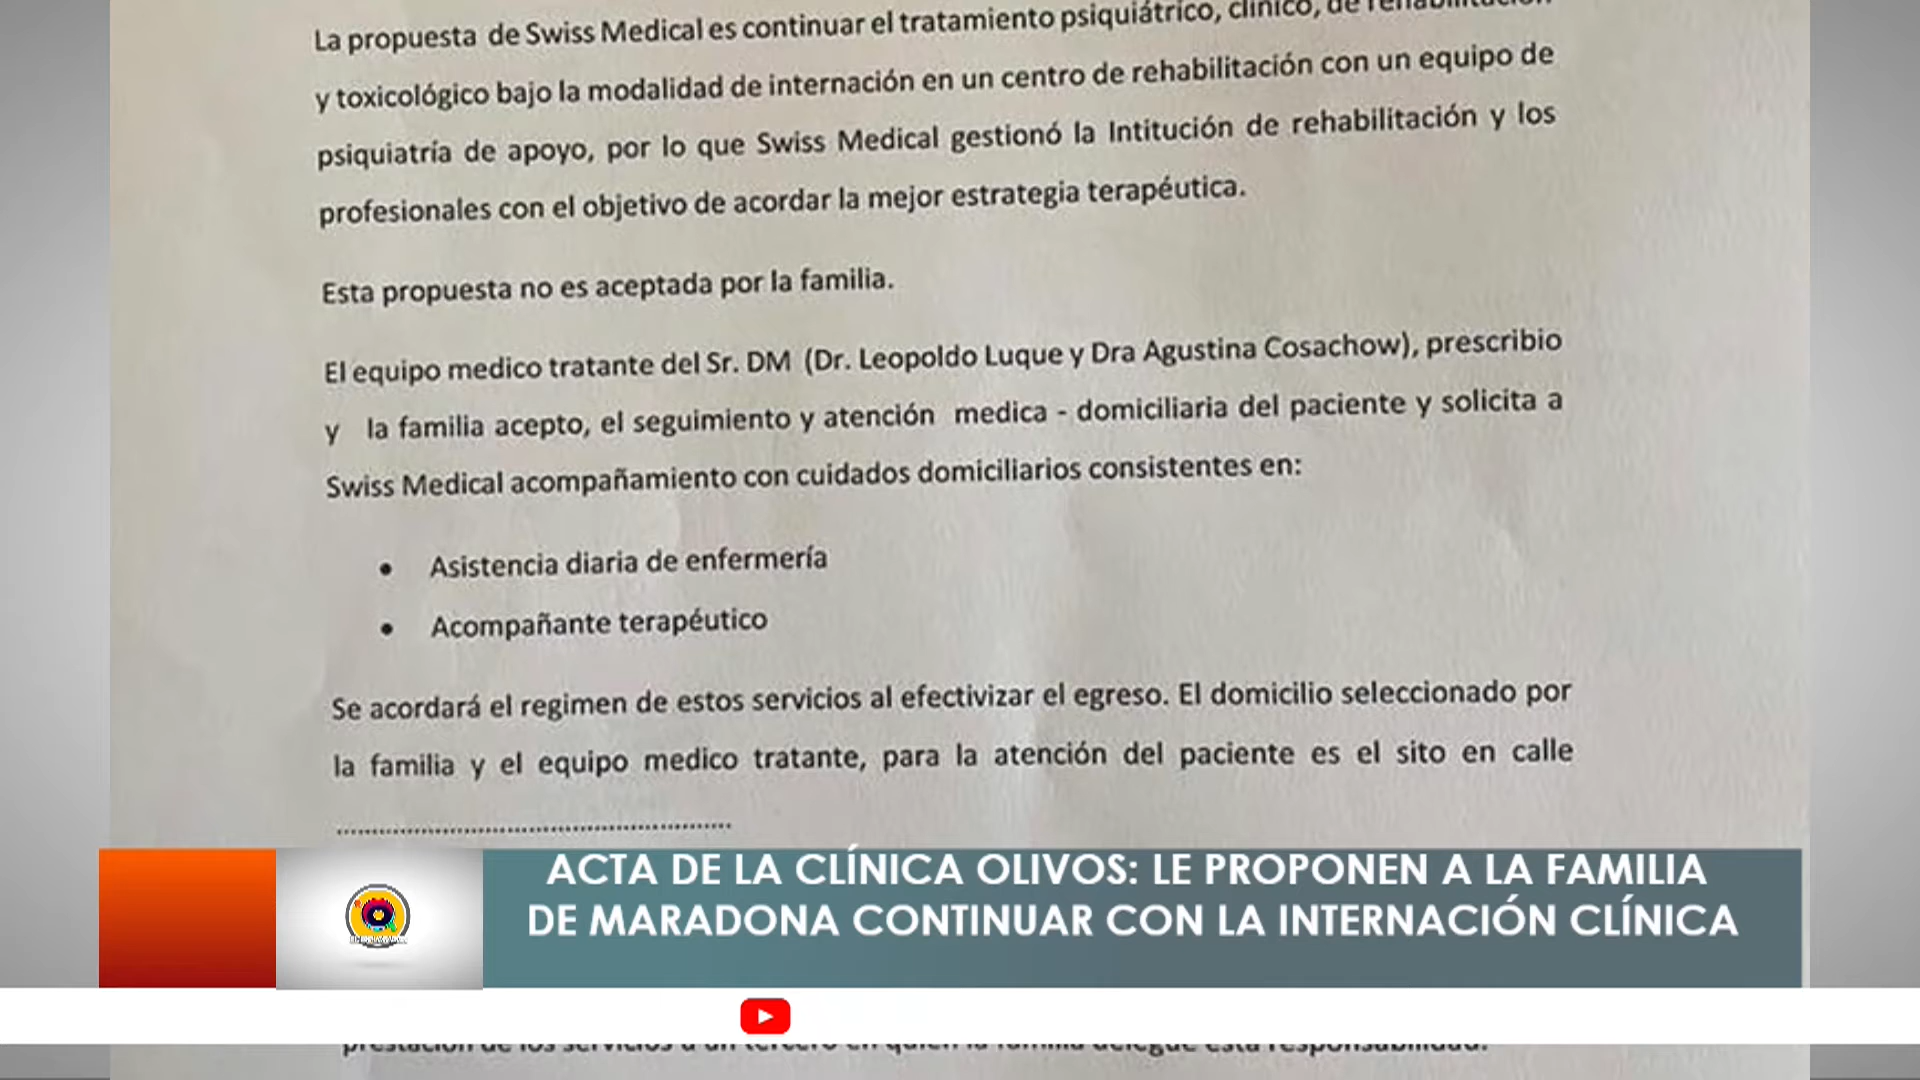 La propuesta de Swiss Medical es continuar el tratamiento psiquiátrico, clínico, de rehabilitación
y toxicológico bajo la modalidad de internación en un centro de rehabilitación con un equipo de
psiquiatría de apoyo, por lo que Swiss Medical gestionó la Intitución de rehabilitación y los
profesionales con el objetivo de acordar la mejor estrategia terapéutica.
Esta propuesta no es aceptada por la familia.
El equipo medico tratante del Sr. DM (Dr. Leopoldo Luque y Dra Agustina Cosachow), prescribio
y la familia acepto, el seguimiento y atención medica - domiciliaria del paciente y solicita a
Swiss Medical acompañamiento con cuidados domiciliarios consistentes en:
• Asistencia diaria de enfermería
• Acompañante terapéutico
Se acordará el regimen de estos servicios al efectivizar el egreso. El domicilio seleccionado por
la familia y el equipo medico tratante, para la atención del paciente es el sito en calle
........................................................
ACTA DE LA CLÍNICA OLIVOS: LE PROPONEN A LA FAMILIA
DE MARADONA CONTINUAR CON LA INTERNACIÓN CLÍNICA